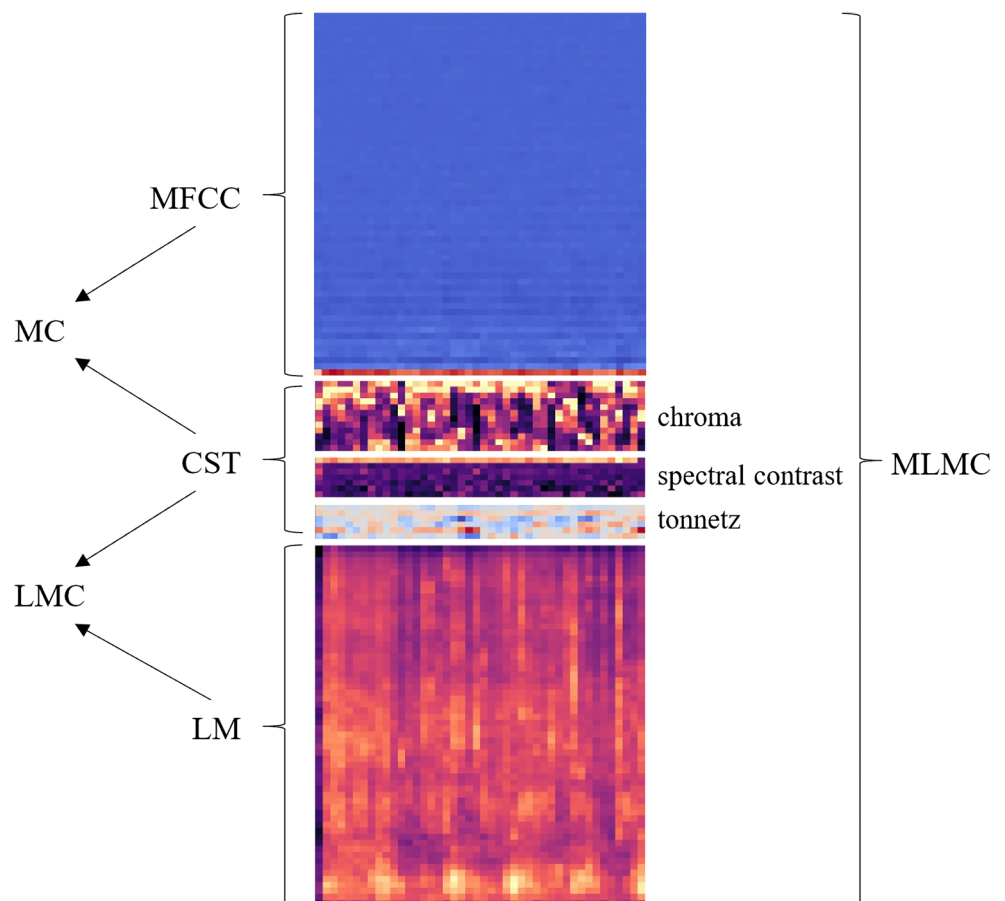 MFCC
MC
chroma
CST
spectral contrast
MLMC
tonnetz
LMC
LM